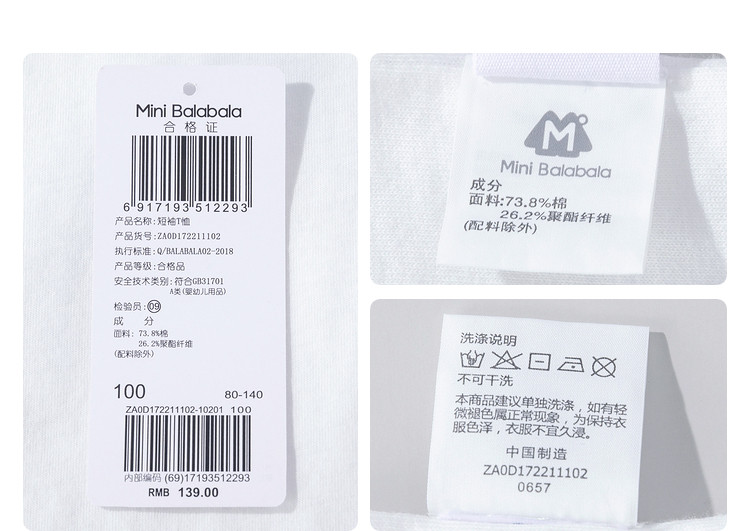 Mini Balabala
合格证
6 917193 512293
产品名称: 短袖T恤
产品货号: ZA0D172211102
执行标准: Q/BALABALA02-2018
产品等级: 合格品
安全技术类别: 符合GB31701
A类(婴幼儿用品)
检验员: 09
成 分
面料: 73.8%棉
26.2%聚酯纤维
(配料除外)
100 80-140
ZA0D172211102-10201 100
内部编码 (69)17193512293
RMB 139.00
M
Mini Balabala
成分
面料:73.8%棉
26.2%聚酯纤维
(配料除外)
洗涤说明
不可干洗
本商品建议单独洗涤，如有轻
微褪色属正常现象，为保持衣
服色泽，衣服不宜久浸。
中国制造
ZA0D172211102
0657